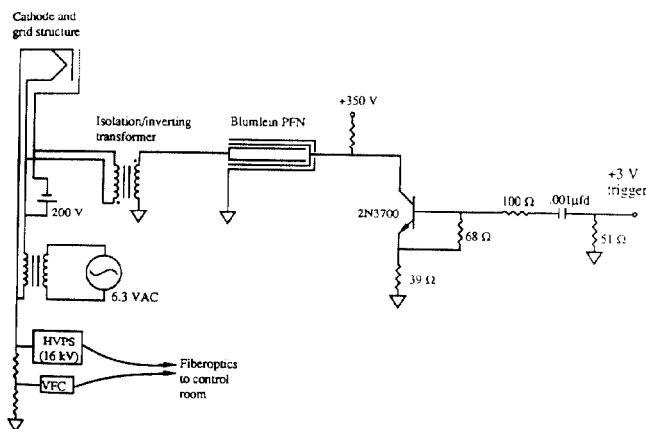 Cathode and
grid structure
Isolation/inverting
transformer
Blumlein PFN
+350 V
+3 V
trigger
100 Ω
.001µfd
2N3700
68 Ω
51 Ω
39 Ω
200 V
6.3 VAC
HVPS
(16 kV)
VFC
Fiberoptics
to control
room